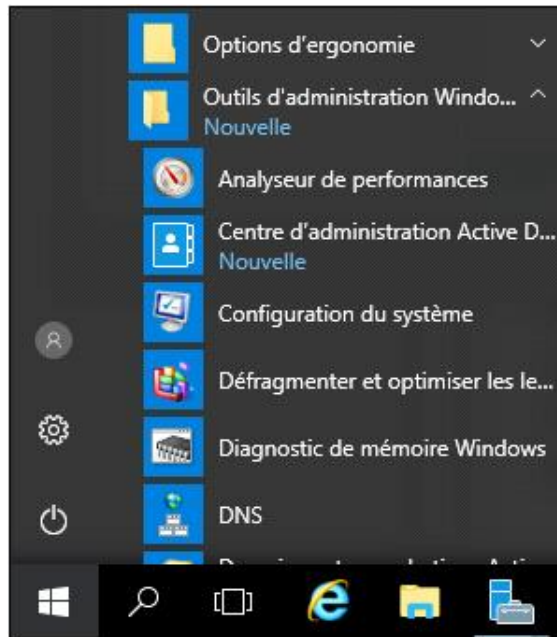 Options d'ergonomie
Outils d'administration Windo...
Nouvelle
Analyseur de performances
Centre d'administration Active D...
Nouvelle
Configuration du système
Défragmenter et optimiser les le...
Diagnostic de mémoire Windows
DNS